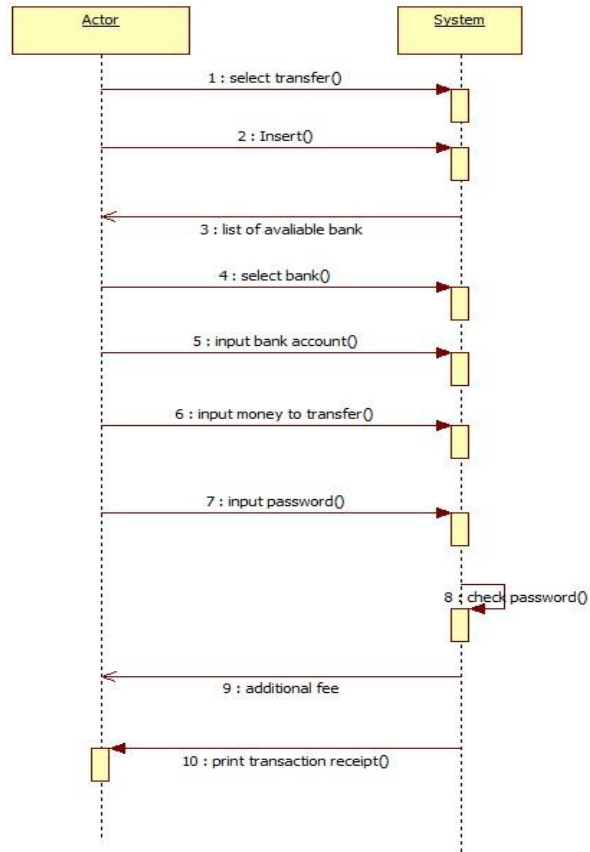 Actor
System
1 : select transfer()
2 : Insert()
3 : list of avaliable bank
4 : select bank()
5 : input bank account()
6 : input money to transfer()
7 : input password()
8 : check password()
9 : additional fee
10 : print transaction receipt()